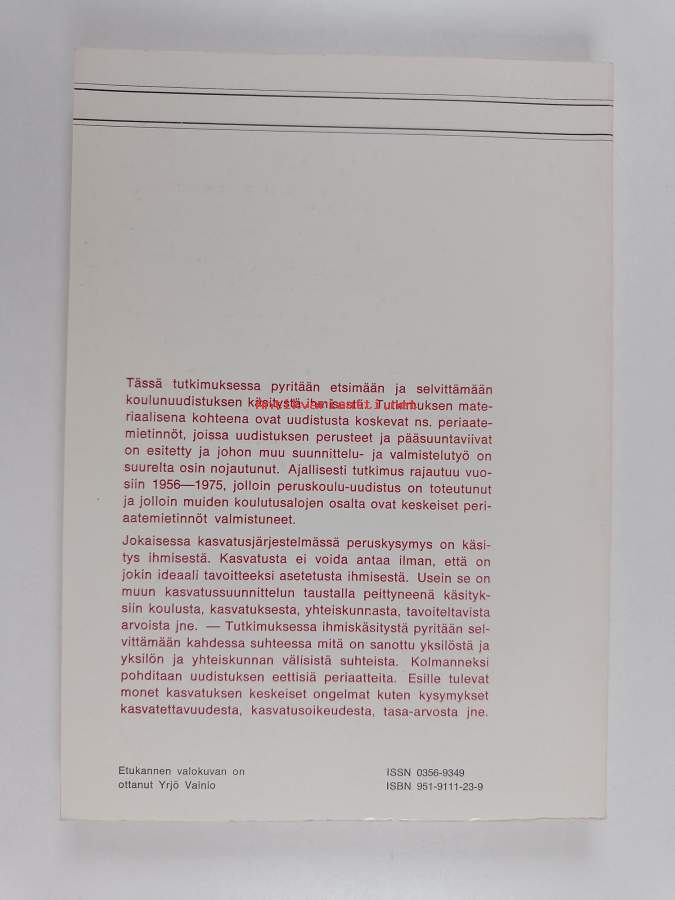 Tässä tutkimuksessa pyritään etsimään ja selvittämään
koulunuudistuksen käsitystä ihmisestä. Tutkimuksen mate-
riaalisena kohteena ovat uudistusta koskevat ns. periaate-
mietinnöt, joissa uudistuksen perusteet ja pääsuuntaviivat
on esitetty ja johon muu suunnittelu- ja valmistelutyö on
suurelta osin nojautunut. Ajallisesti tutkimus rajautuu vuo-
siin 1956—1975, jolloin peruskoulu-uudistus on toteutunut
ja jolloin muiden koulutusalojen osalta ovat keskeiset peri-
aatemietinnöt valmistuneet.
Jokaisessa kasvatusjärjestelmässä peruskysymys on käsi-
tys ihmisestä. Kasvatusta ei voida antaa ilman, että on
jokin ideaali tavoitteeksi asetetusta ihmisestä. Usein se on
muun kasvatussuunnittelun taustalla peittyneenä käsityk-
siin koulusta, kasvatuksesta, yhteiskunnasta, tavoiteltavista
arvoista jne. — Tutkimuksessa ihmiskäsitystä pyritään sel-
vittämään kahdessa suhteessa mitä on sanottu yksilöstä ja
yksilön ja yhteiskunnan välisistä suhteista. Kolmanneksi
pohditaan uudistuksen eettisiä periaatteita. Esille tulevat
monet kasvatuksen keskeiset ongelmat kuten kysymykset
kasvatettavuudesta, kasvatusoikeudesta, tasa-arvosta jne.
Etukannen valokuvan on
ottanut Yrjö Vainio
ISSN 0356-9349
ISBN 951-9111-23-9